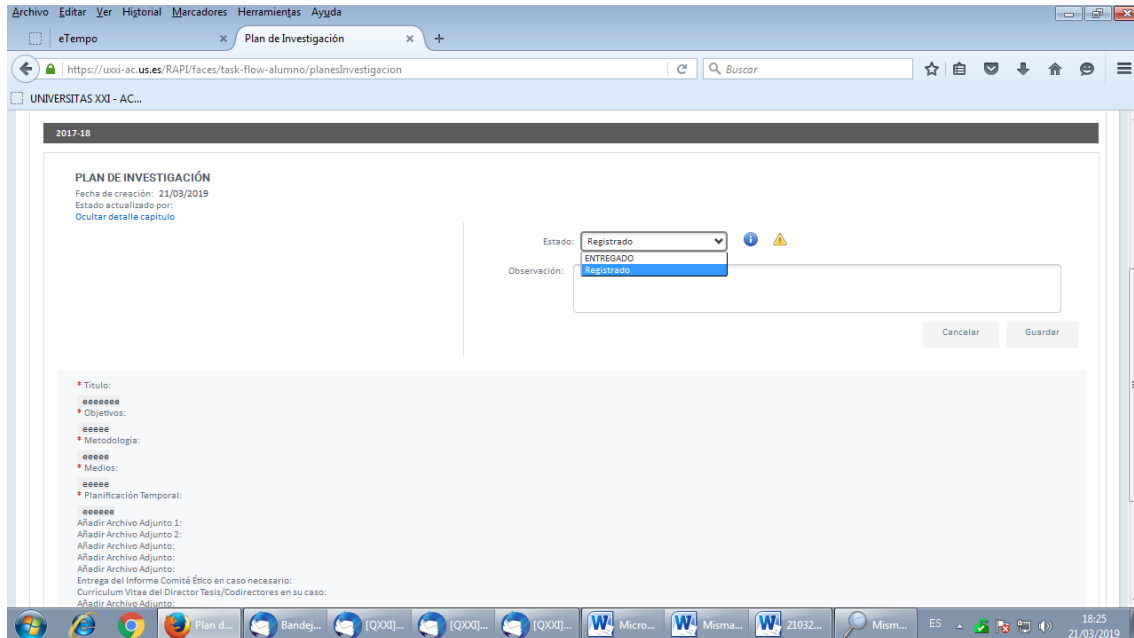 Archivo Editar Ver Historial Marcadores Herramientas Ayuda
eTempo
Plan de Investigación
https://uxxi-ac.us.es/RAPI/faces/task-flow-alumno/planesInvestigacion
Buscar
UNIVERSITAS XXI - AC...
2017-18
PLAN DE INVESTIGACIÓN
Fecha de creación: 21/03/2019
Estado actualizado por:
Ocultar detalle capítulo
Estado: Registrado
ENTREGADO
Registrado
Observación:
Cancelar Guardar
* Título:
eeeeeee
* Objetivos:
eeeee
* Metodología:
eeeee
* Medios:
eeeee
* Planificación Temporal:
eeeeee
Añadir Archivo Adjunto 1:
Añadir Archivo Adjunto 2:
Añadir Archivo Adjunto:
Añadir Archivo Adjunto:
Añadir Archivo Adjunto:
Entrega del Informe Comité Ético en caso necesario:
Curriculum Vitae del Director Tesis/Codirectores en su caso:
Añadir Archivo Adjunto:
Plan d... Bandej... [QXXI]... [QXXI]... [QXXI]... Micro... Misma... 21032... Mism... ES 18:25
21/03/2019